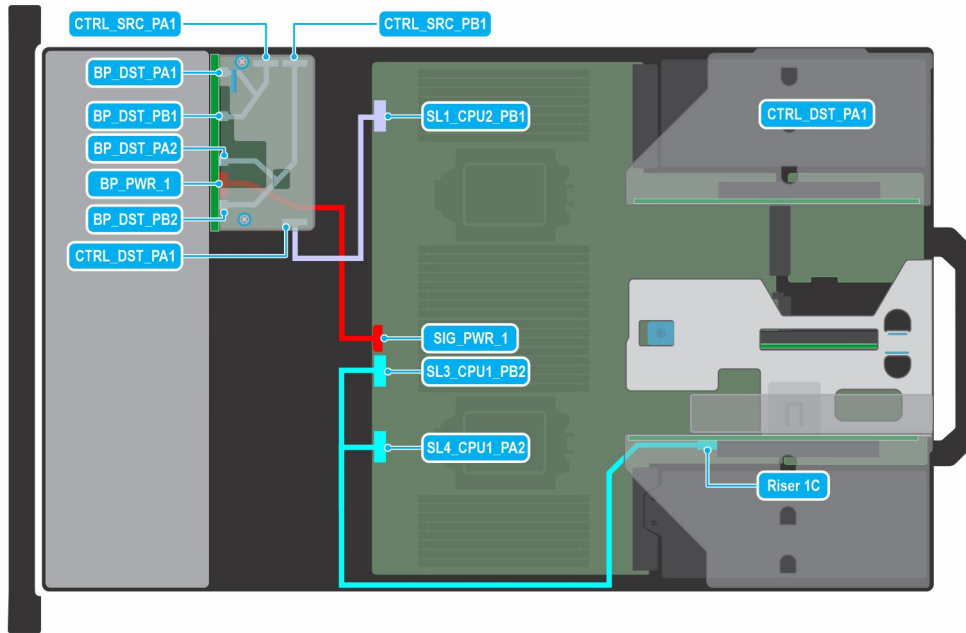 CTRL_SRC_PA1
CTRL_SRC_PB1
BP_DST_PA1
BP_DST_PB1
BP_DST_PA2
BP_PWR_1
BP_DST_PB2
CTRL_DST_PA1
SL1_CPU2_PB1
CTRL_DST_PA1
SIG_PWR_1
SL3_CPU1_PB2
SL4_CPU1_PA2
Riser 1C